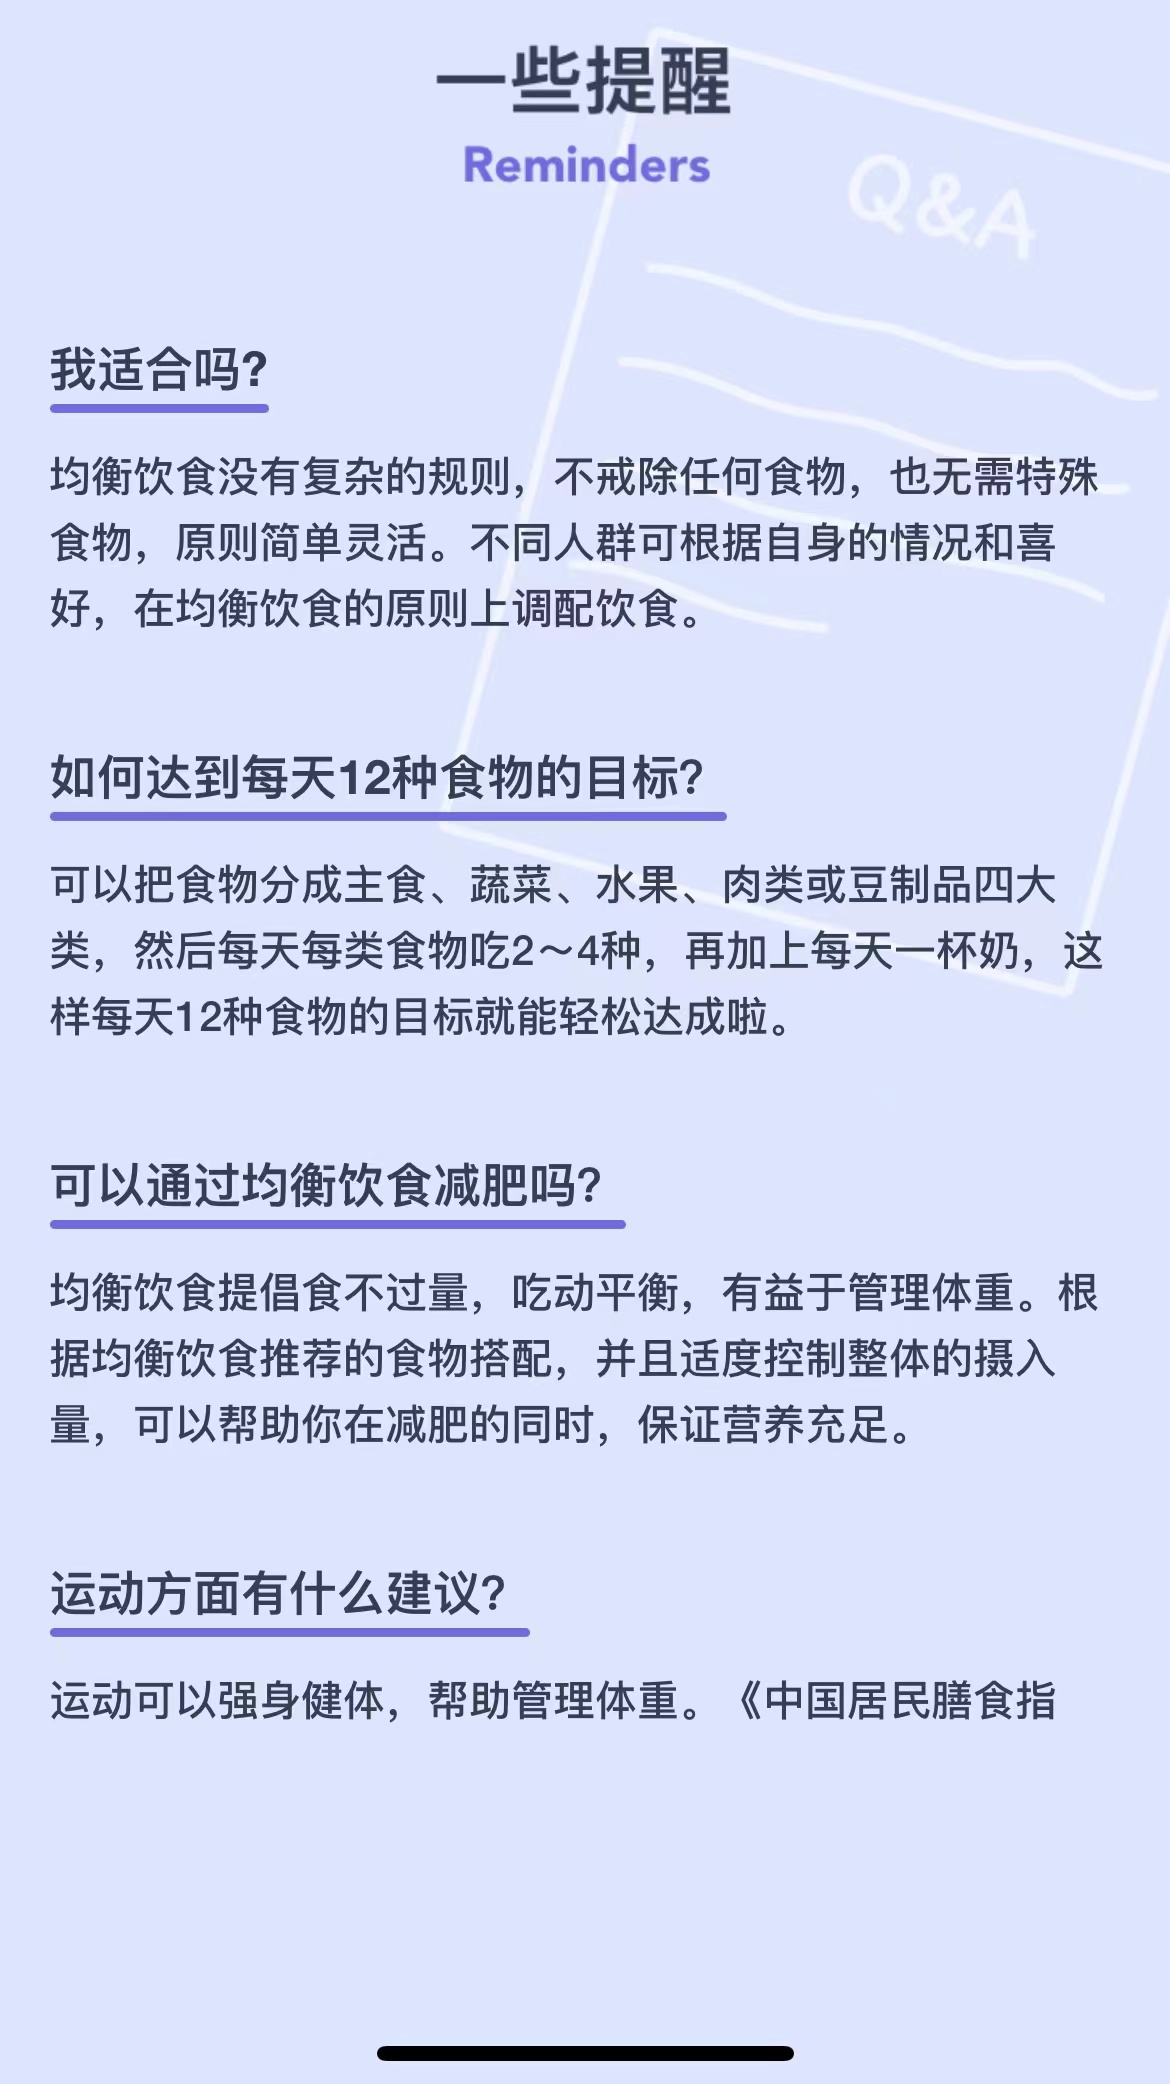 一些提醒
Reminders
Q&A
我适合吗?
均衡饮食没有复杂的规则，不戒除任何食物，也无需特殊
食物，原则简单灵活。不同人群可根据自身的情况和喜
好，在均衡饮食的原则上调配饮食。
如何达到每天12种食物的目标？
可以把食物分成主食、蔬菜、水果、肉类或豆制品四大
类，然后每天每类食物吃2～4种，再加上每天一杯奶，这
样每天12种食物的目标就能轻松达成啦。
可以通过均衡饮食减肥吗？
均衡饮食提倡食不过量，吃动平衡，有益于管理体重。根
据均衡饮食推荐的食物搭配，并且适度控制整体的摄入
量，可以帮助你在减肥的同时，保证营养充足。
运动方面有什么建议？
运动可以强身健体，帮助管理体重。《中国居民膳食指